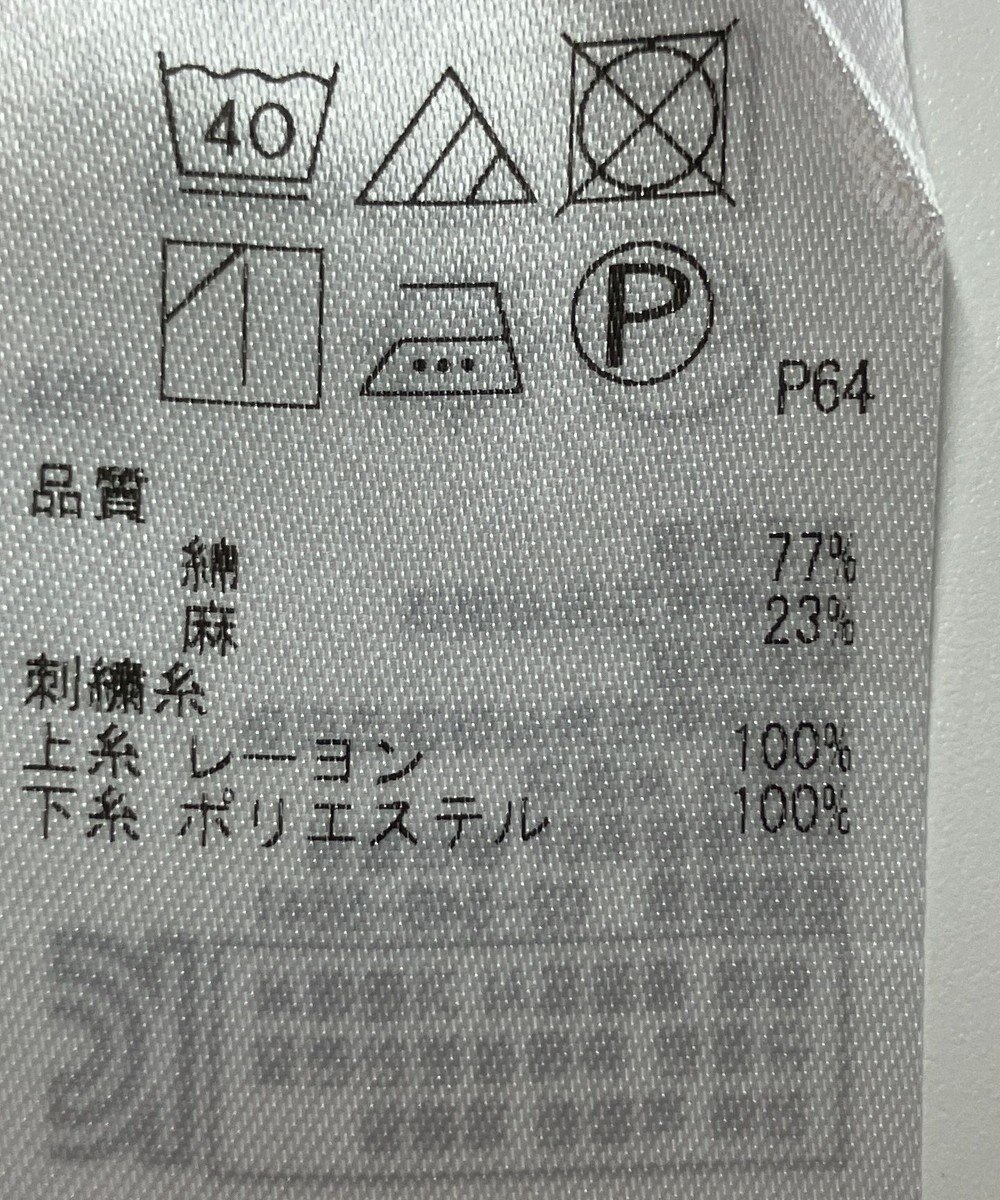 40
P
P64
品質
綿 77%
麻 23%
刺繍糸
上糸 レーヨン 100%
下糸 ポリエステル 100%